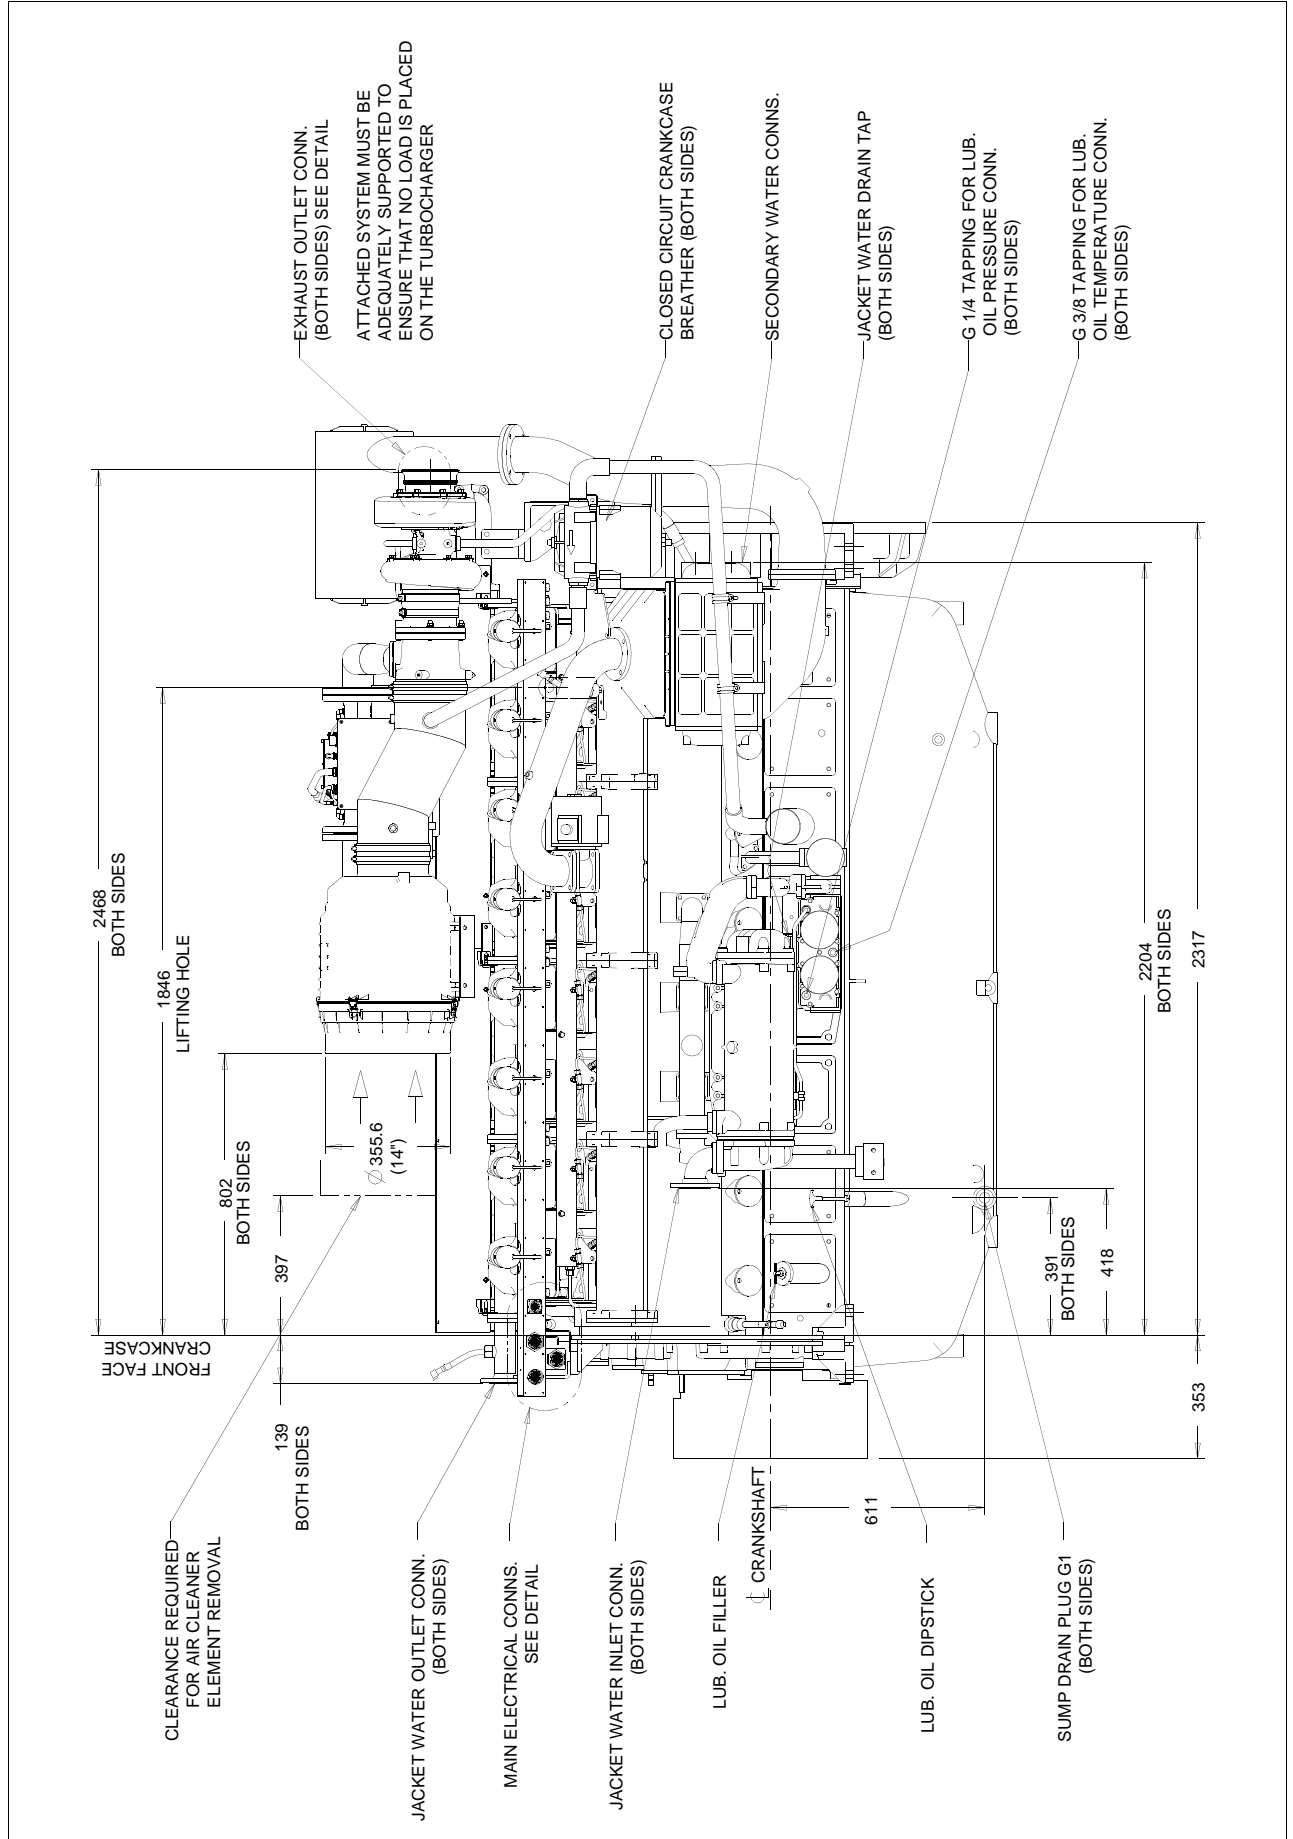 EXHAUST OUTLET CONN.
(BOTH SIDES) SEE DETAIL
ATTACHED SYSTEM MUST BE
ADEQUATELY SUPPORTED TO
ENSURE THAT NO LOAD IS PLACED
ON THE TURBOCHARGER
CLOSED CIRCUIT CRANKCASE
BREATHER (BOTH SIDES)
SECONDARY WATER CONNS.
JACKET WATER DRAIN TAP
(BOTH SIDES)
G 1/4 TAPPING FOR LUB.
OIL PRESSURE CONN.
(BOTH SIDES)
G 3/8 TAPPING FOR LUB.
OIL TEMPERATURE CONN.
(BOTH SIDES)
2468
BOTH SIDES
1846
LIFTING HOLE
802
BOTH SIDES
397
Ø 355.6
(14")
FRONT FACE
CRANKCASE
139
BOTH SIDES
2204
BOTH SIDES
2317
391
BOTH SIDES
418
353
611
CLEARANCE REQUIRED
FOR AIR CLEANER
ELEMENT REMOVAL
JACKET WATER OUTLET CONN.
(BOTH SIDES)
MAIN ELECTRICAL CONNS.
SEE DETAIL
JACKET WATER INLET CONN.
(BOTH SIDES)
LUB. OIL FILLER
CRANKSHAFT
LUB. OIL DIPSTICK
SUMP DRAIN PLUG G1
(BOTH SIDES)